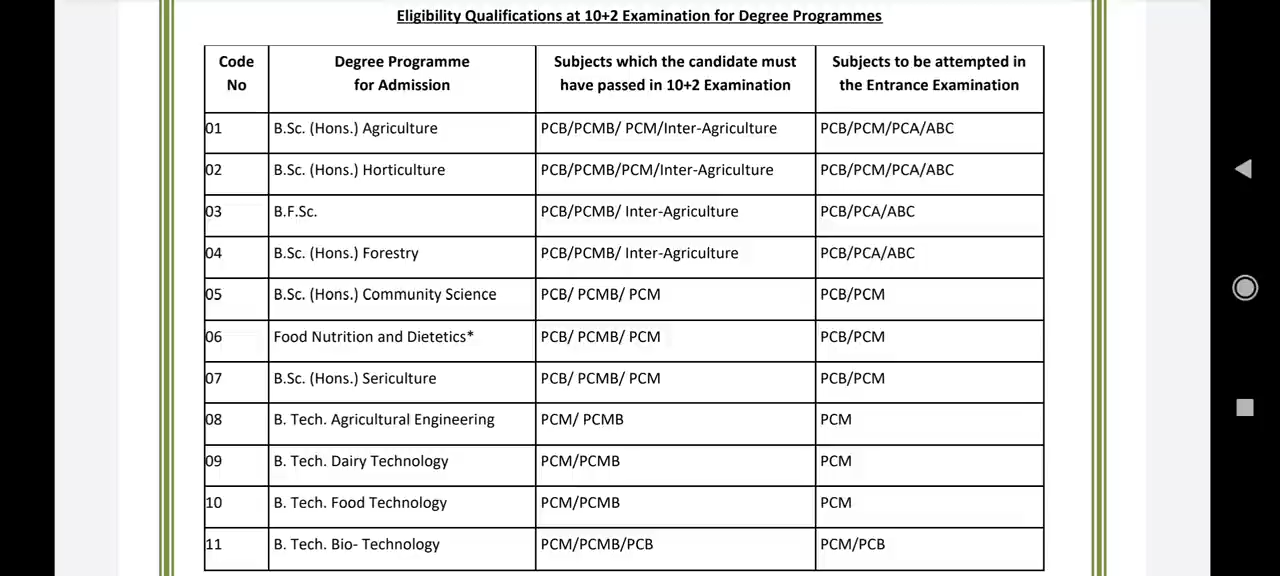 Eligibility Qualifications at 10+2 Examination for Degree Programmes
Code No | Degree Programme for Admission | Subjects which the candidate must have passed in 10+2 Examination | Subjects to be attempted in the Entrance Examination
01 | B.Sc. (Hons.) Agriculture | PCB/PCMB/ PCM/Inter-Agriculture | PCB/PCM/PCA/ABC
02 | B.Sc. (Hons.) Horticulture | PCB/PCMB/PCM/Inter-Agriculture | PCB/PCM/PCA/ABC
03 | B.F.Sc. | PCB/PCMB/ Inter-Agriculture | PCB/PCA/ABC
04 | B.Sc. (Hons.) Forestry | PCB/PCMB/ Inter-Agriculture | PCB/PCA/ABC
05 | B.Sc. (Hons.) Community Science | PCB/ PCMB/ PCM | PCB/PCM
06 | Food Nutrition and Dietetics* | PCB/ PCMB/ PCM | PCB/PCM
07 | B.Sc. (Hons.) Sericulture | PCB/ PCMB/ PCM | PCB/PCM
08 | B. Tech. Agricultural Engineering | PCM/ PCMB | PCM
09 | B. Tech. Dairy Technology | PCM/PCMB | PCM
10 | B. Tech. Food Technology | PCM/PCMB | PCM
11 | B. Tech. Bio- Technology | PCM/PCMB/PCB | PCM/PCB